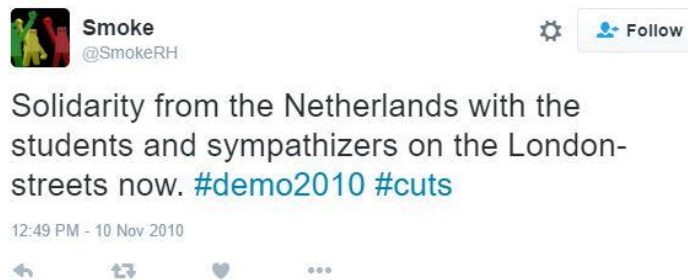 Smoke
@SmokeRH
Follow
Solidarity from the Netherlands with the
students and sympathizers on the London-
streets now. #demo2010 #cuts
12:49 PM - 10 Nov 2010